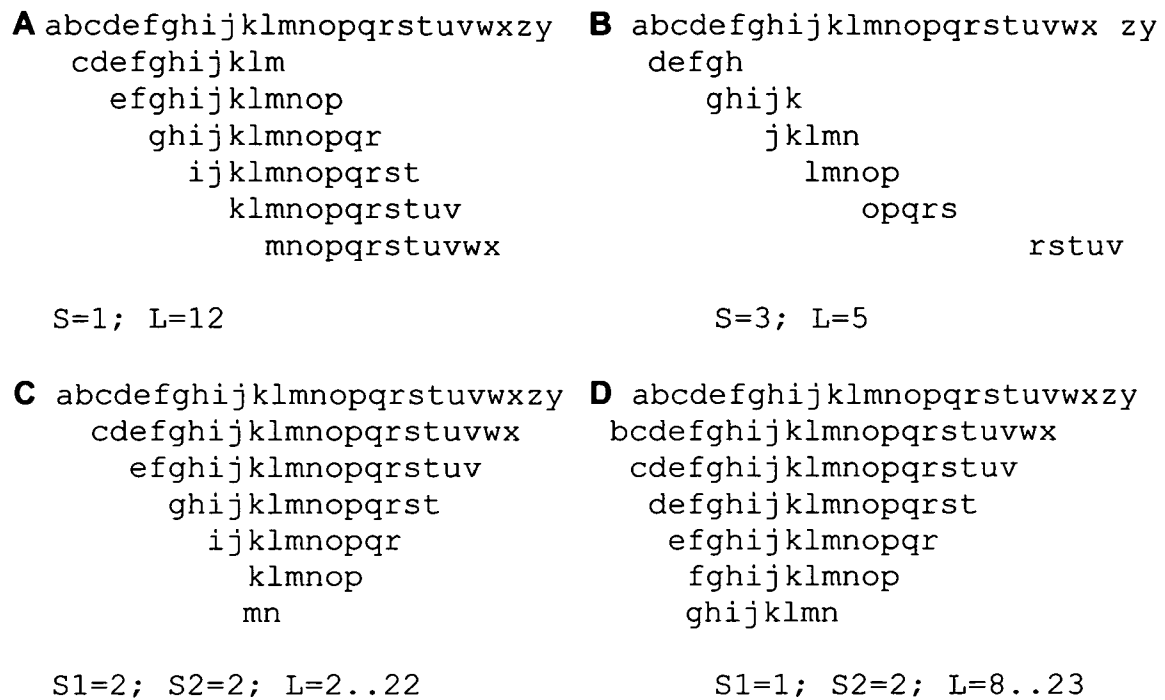 A abcdefghijklmnopqrstuvwxzy
cdefghijklm
efghijklmnop
ghijklmnopqr
ijklmnopqrst
klmnopqrstuv
mnopqrstuvwx
S=1; L=12
B abcdefghijklmnopqrstuvwx zy
defgh
ghijk
jklmn
lmnop
opqrs
rstuv
S=3; L=5
C abcdefghijklmnopqrstuvwxzy
cdefghijklmnopqrstuvwx
efghijklmnopqrstuv
ghijklmnopqrst
ijklmnopqr
klmnop
mn
S1=2; S2=2; L=2..22
D abcdefghijklmnopqrstuvwxzy
bcdefghijklmnopqrstuvwx
cdefghijklmnopqrstuv
defghijklmnopqrst
efghijklmnopqr
fghijklmnop
ghijklmn
S1=1; S2=2; L=8..23